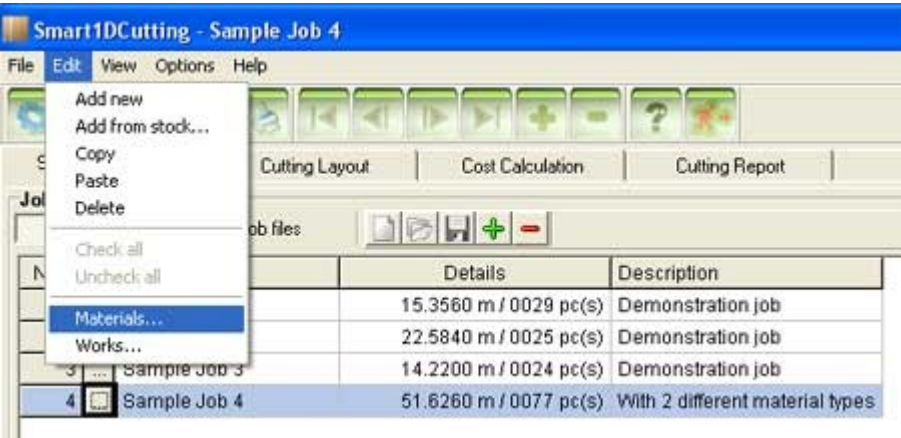 Smart1DCutting - Sample Job 4
File Edit View Options Help
Add new
Add from stock...
Copy
Paste
Delete
Check all
Uncheck all
Materials...
Works...
Cutting Layout Cost Calculation Cutting Report
ob files
Details Description
15.3560 m / 0029 pc(s) Demonstration job
22.5840 m / 0025 pc(s) Demonstration job
3 ... Sample Job 3 14.2200 m / 0024 pc(s) Demonstration job
4 ... Sample Job 4 51.6260 m / 0077 pc(s) With 2 different material types